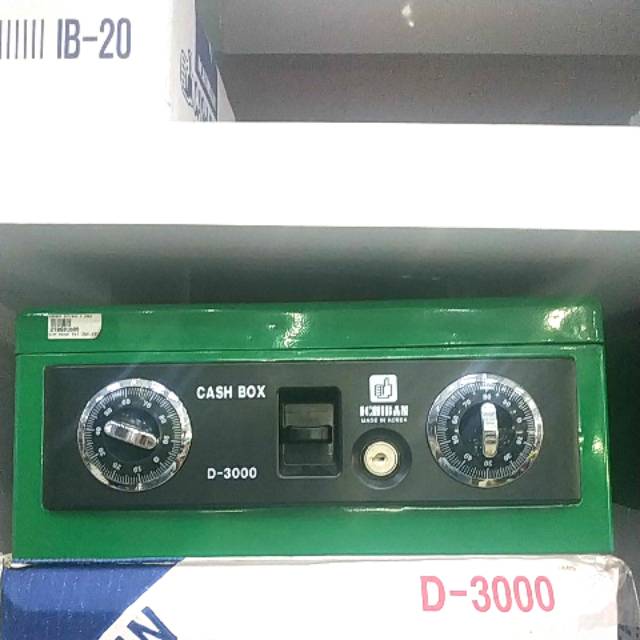 IB-20
CASH BOX
ICHIBAN
MADE IN KOREA
D-3000
D-3000